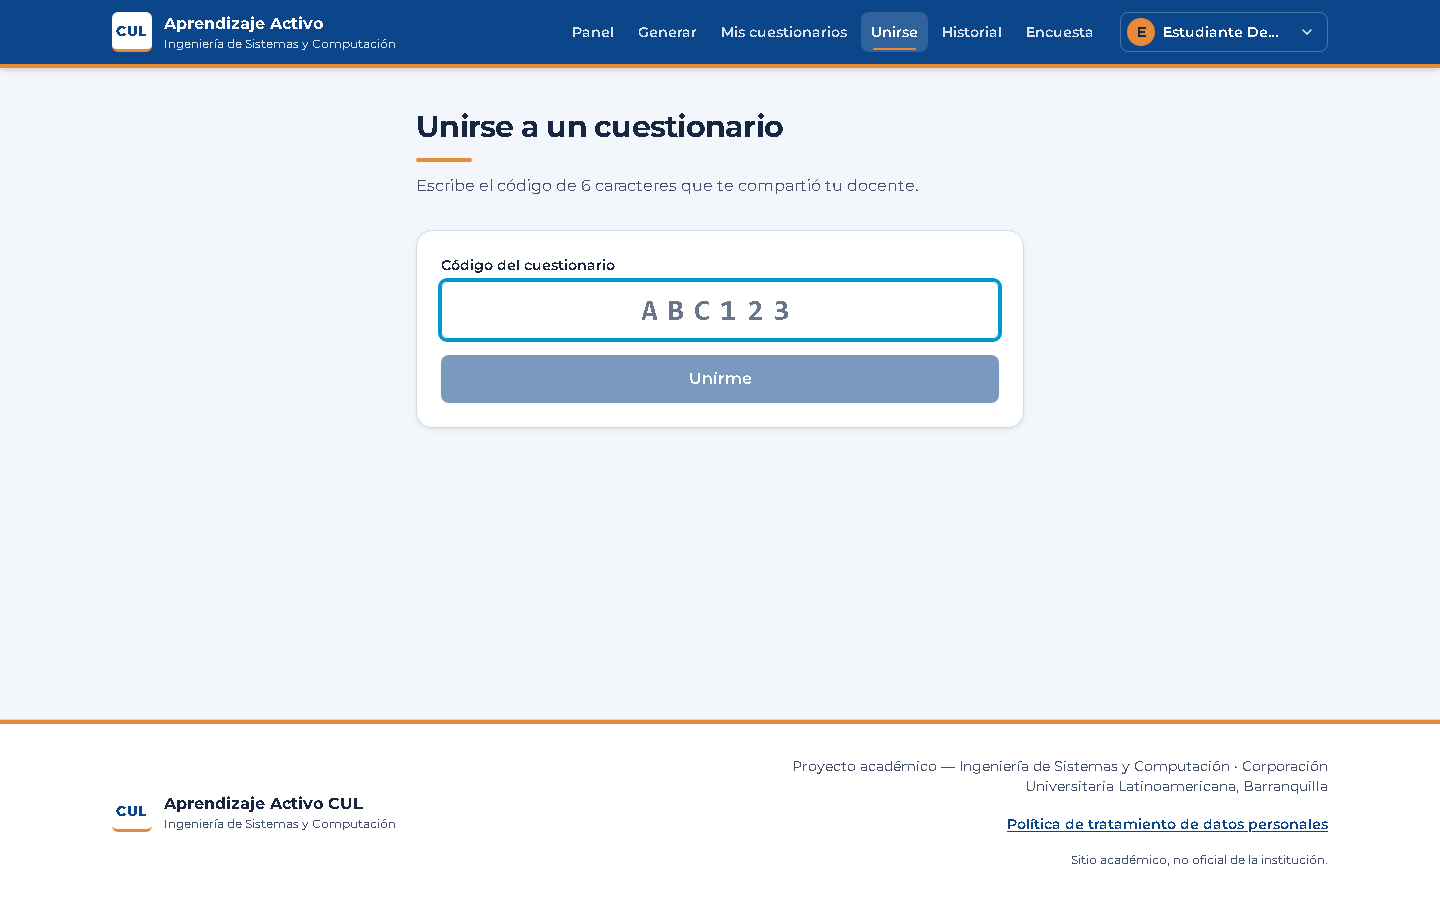 CUL
Aprendizaje Activo
Ingeniería de Sistemas y Computación
Panel
Generar
Mis cuestionarios
Unirse
Historial
Encuesta
E
Estudiante De...
Unirse a un cuestionario
Escribe el código de 6 caracteres que te compartió tu docente.
Código del cuestionario
ABC123
Unirme
CUL
Aprendizaje Activo CUL
Ingeniería de Sistemas y Computación
Proyecto académico — Ingeniería de Sistemas y Computación · Corporación
Universitaria Latinoamericana, Barranquilla
Política de tratamiento de datos personales
Sitio académico, no oficial de la institución.